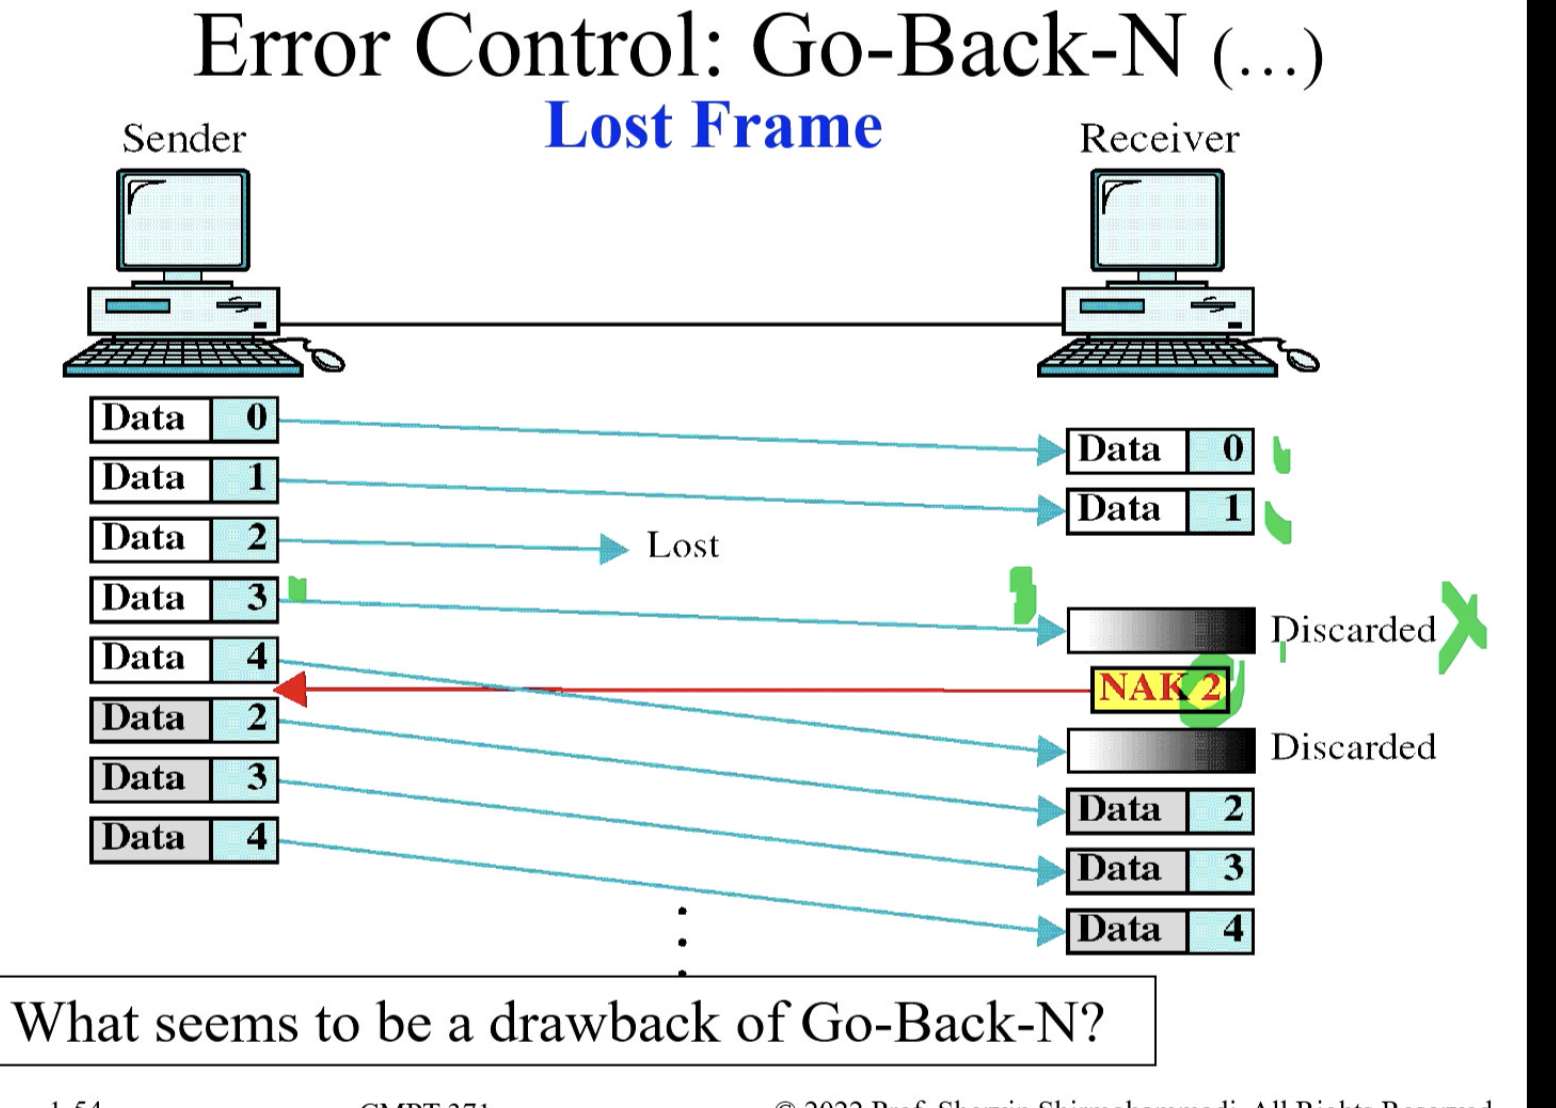 Error Control: Go-Back-N (…)
Lost Frame
Sender
Receiver
Data 0
Data 0
Data 1
Data 1
Data 2
Lost
Data 3
Discarded
Data 4
NAK 2
Data 2
Discarded
Data 3
Data 2
Data 4
Data 3
Data 4
What seems to be a drawback of Go-Back-N?
1-54 CMPT 371 © 2022 Prof. Shervin Shirmohammadi. All Rights Reserved